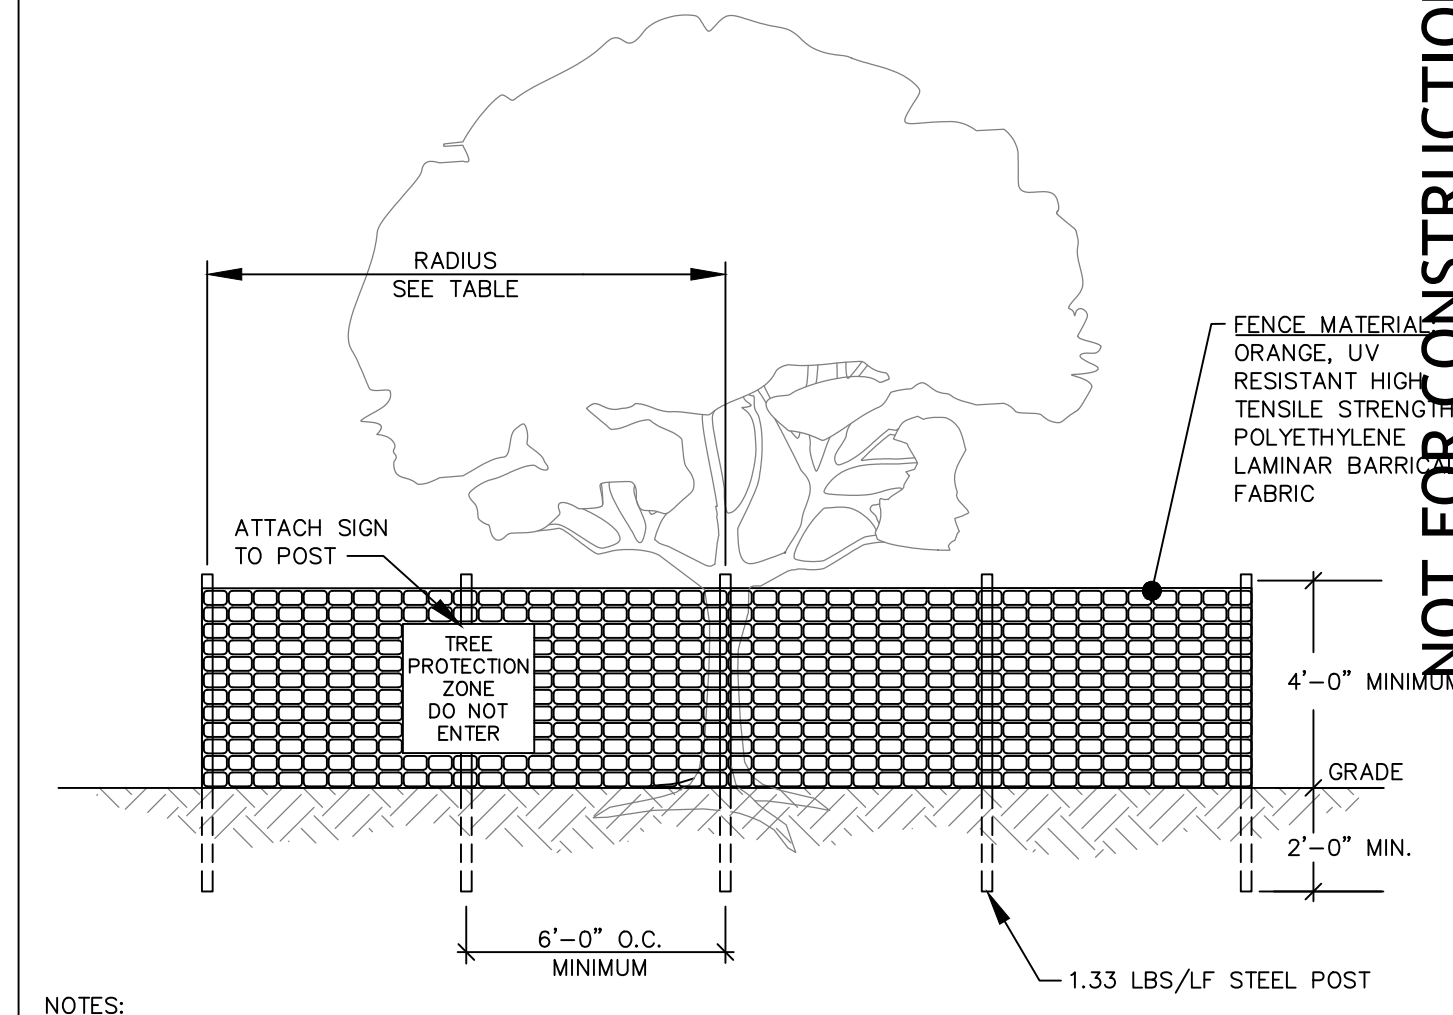 RADIUS
SEE TABLE
FENCE MATERIAL:
ORANGE, UV
RESISTANT HIGH
TENSILE STRENGTH
POLYETHYLENE
LAMINAR
FABRIC
ATTACH SIGN
TO POST
TREE
PROTECTION
ZONE
DO NOT
ENTER
4'-0" MINIMUM
GRADE
2'-0" MIN.
6'-0" O.C.
MINIMUM
1.33 LBS/LF STEEL POST
NOTES:
NOT FOR CONSTRUCTIO